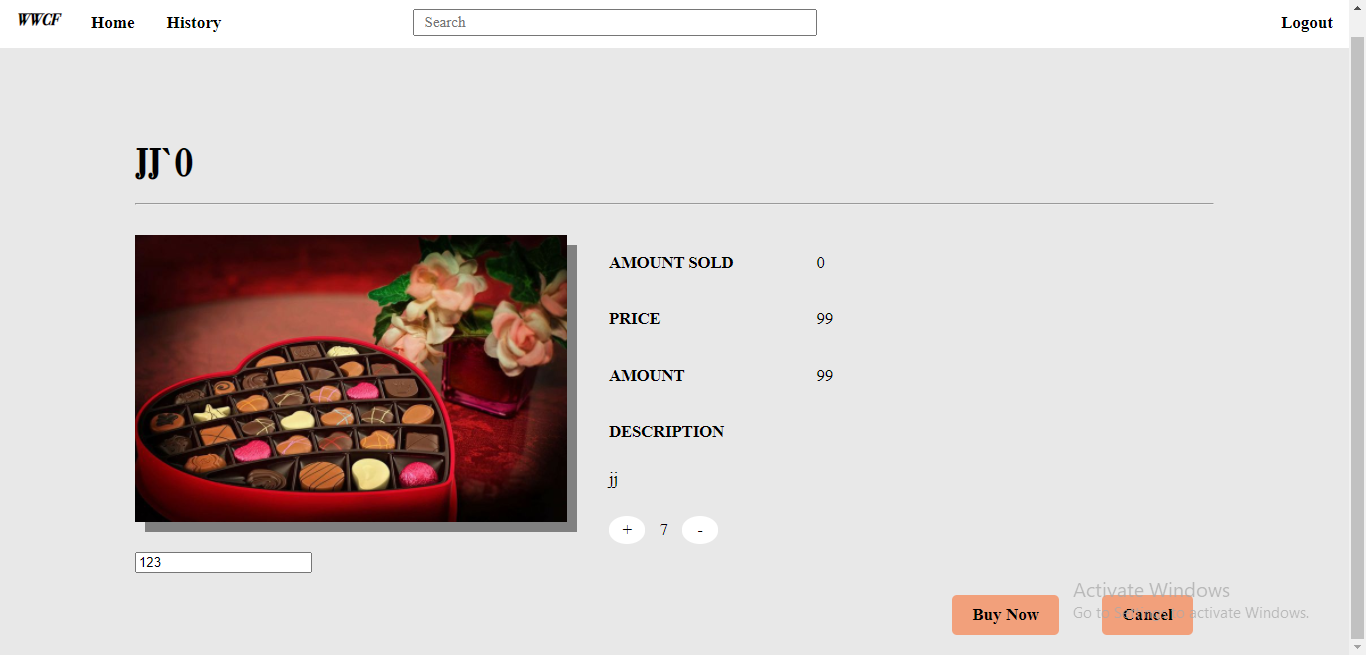 WWCF Home History Search Logout
JJ`0
AMOUNT SOLD 0
PRICE 99
AMOUNT 99
DESCRIPTION
jj
+ 7 -
123
Activate Windows
Go to Settings to activate Windows.
Buy Now Cancel